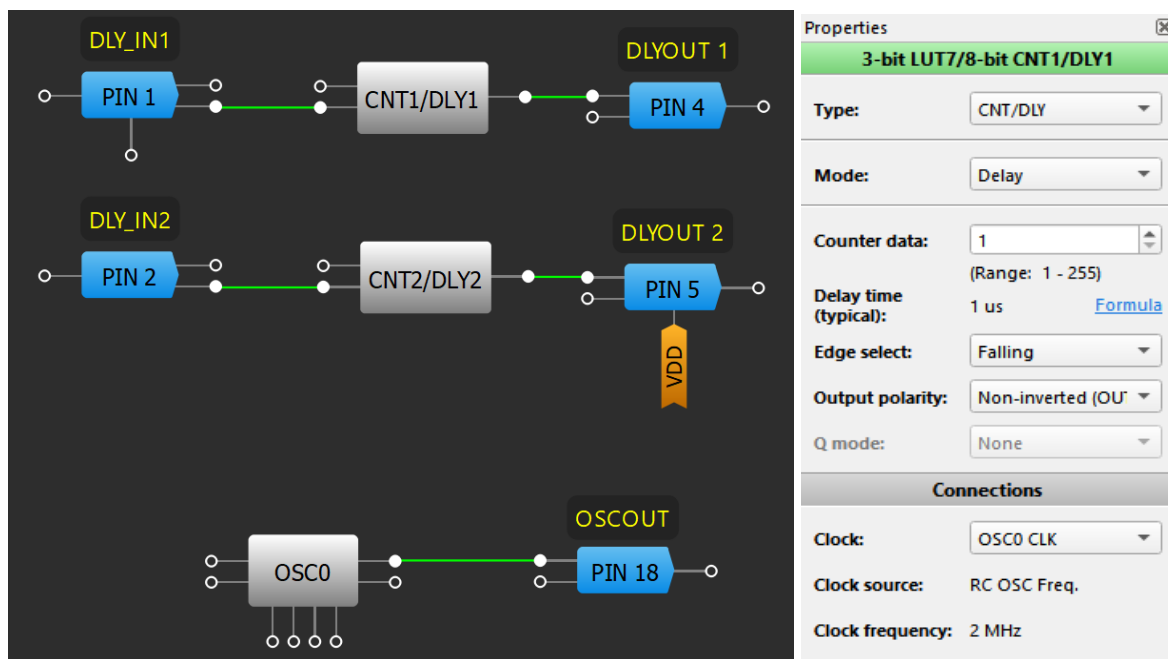 DLY_IN1
PIN 1
CNT1/DLY1
DLYOUT 1
PIN 4
DLY_IN2
PIN 2
CNT2/DLY2
DLYOUT 2
PIN 5
VDD
OSC0
OSCOUT
PIN 18
Properties
3-bit LUT7/8-bit CNT1/DLY1
Type: CNT/DLY
Mode: Delay
Counter data: 1
(Range: 1 - 255)
Delay time
(typical): 1 us Formula
Edge select: Falling
Output polarity: Non-inverted (OU
Q mode: None
Connections
Clock: OSC0 CLK
Clock source: RC OSC Freq.
Clock frequency: 2 MHz